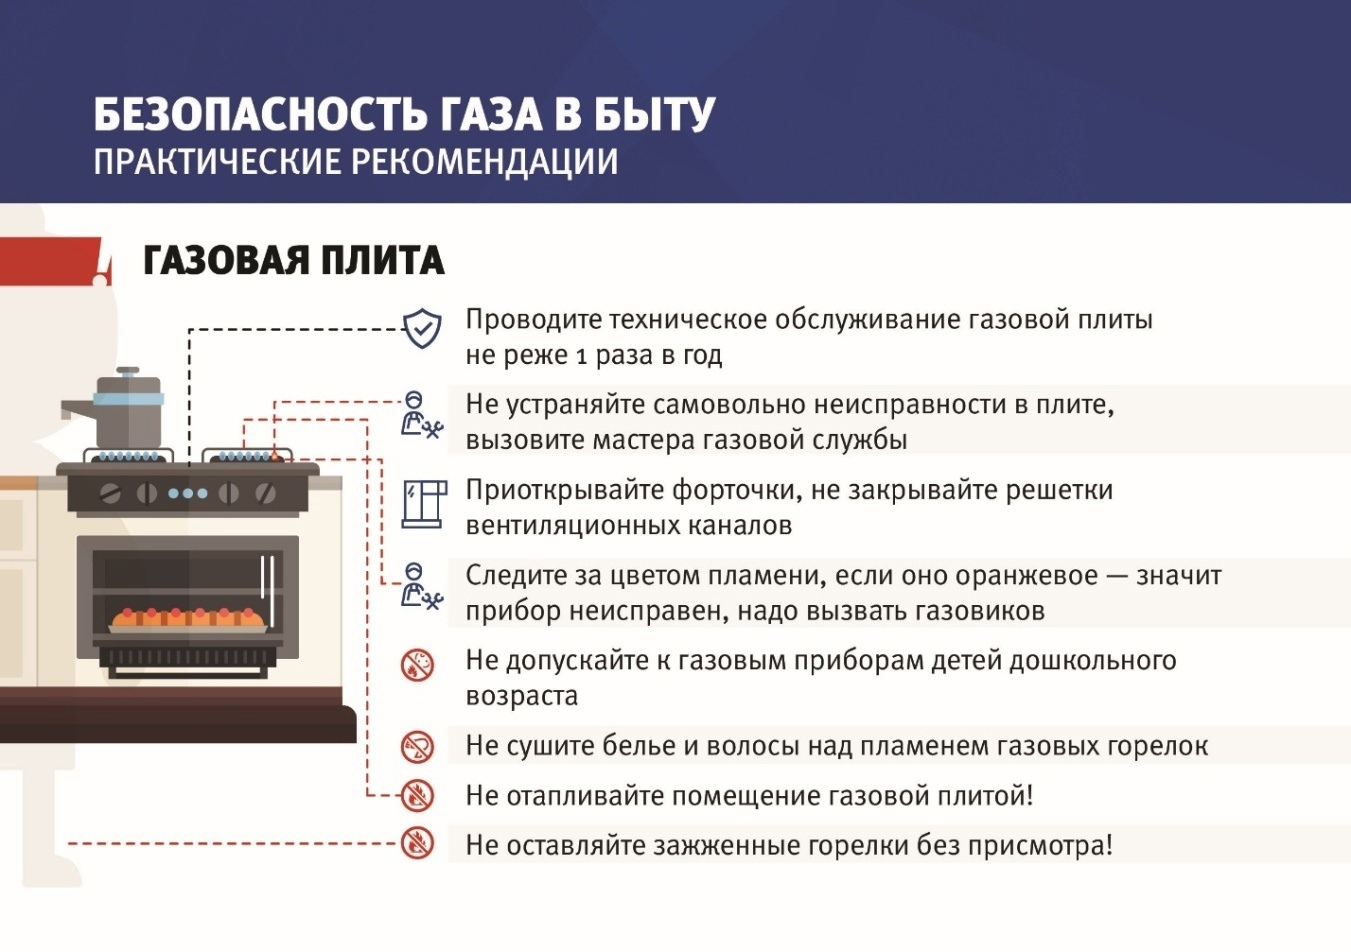 БЕЗОПАСНОСТЬ ГАЗА В БЫТУ
ПРАКТИЧЕСКИЕ РЕКОМЕНДАЦИИ
!
ГАЗОВАЯ ПЛИТА
Проводите техническое обслуживание газовой плиты
не реже 1 раза в год
Не устраняйте самовольно неисправности в плите,
вызовите мастера газовой службы
Приоткрывайте форточки, не закрывайте решетки
вентиляционных каналов
Следите за цветом пламени, если оно оранжевое — значит
прибор неисправен, надо вызвать газовиков
Не допускайте к газовым приборам детей дошкольного
возраста
Не сушите белье и волосы над пламенем газовых горелок
Не отапливайте помещение газовой плитой!
Не оставляйте зажженные горелки без присмотра!